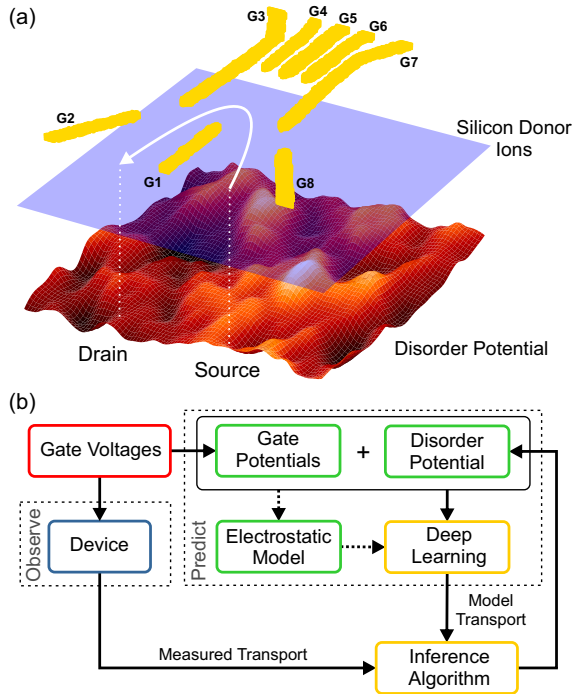 (a)
G3
G4
G5
G6
G7
G2
Silicon Donor
Ions
G1
G8
Drain
Source
Disorder Potential
(b)
Gate Voltages
Gate
Potentials
+
Disorder
Potential
Observe
Device
Predict
Electrostatic
Model
Deep
Learning
Model
Transport
Measured Transport
Inference
Algorithm